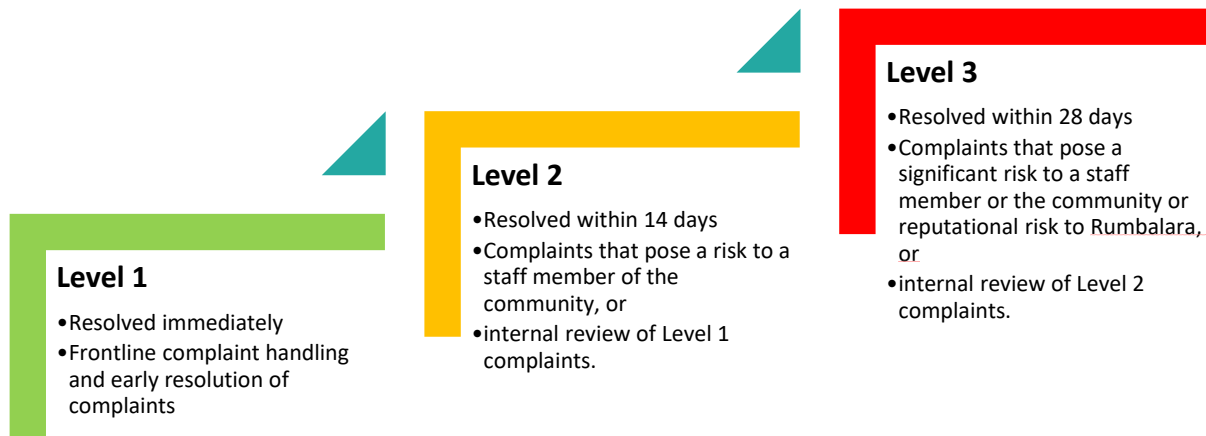 Level 1
•Resolved immediately
•Frontline complaint handling
and early resolution of
complaints
Level 2
•Resolved within 14 days
•Complaints that pose a risk to a
staff member of the
community, or
•internal review of Level 1
complaints.
Level 3
•Resolved within 28 days
•Complaints that pose a
significant risk to a staff
member or the community or
reputational risk to Rumbalara,
or
•internal review of Level 2
complaints.